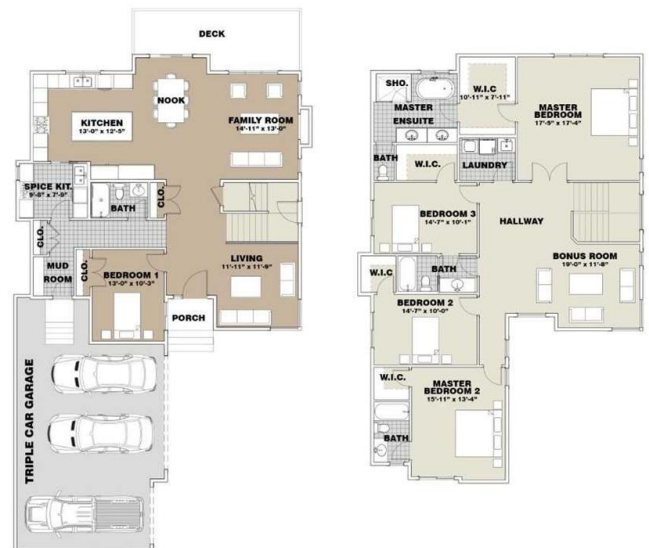 DECK
NOOK
KITCHEN
13'-0" x 12'-5"
FAMILY ROOM
14'-11" x 13'-0"
SPICE KIT.
9'-8" x 7'-9"
BATH
CLO.
CLO.
CLO.
MUD
ROOM
BEDROOM 1
13'-0" x 10'-3"
LIVING
11'-11" x 11'-9"
PORCH
TRIPLE CAR GARAGE
SHO.
MASTER
ENSUITE
W.I.C
10'-11" x 7'-11"
MASTER
BEDROOM
17'-5" x 17'-4"
BATH
W.I.C.
LAUNDRY
BEDROOM 3
14'-7" x 10'-1"
HALLWAY
BONUS ROOM
19'-0" x 11'-8"
W.I.C
BATH
BEDROOM 2
14'-7" x 10'-0"
W.I.C.
MASTER
BEDROOM 2
15'-11" x 13'-4"
BATH